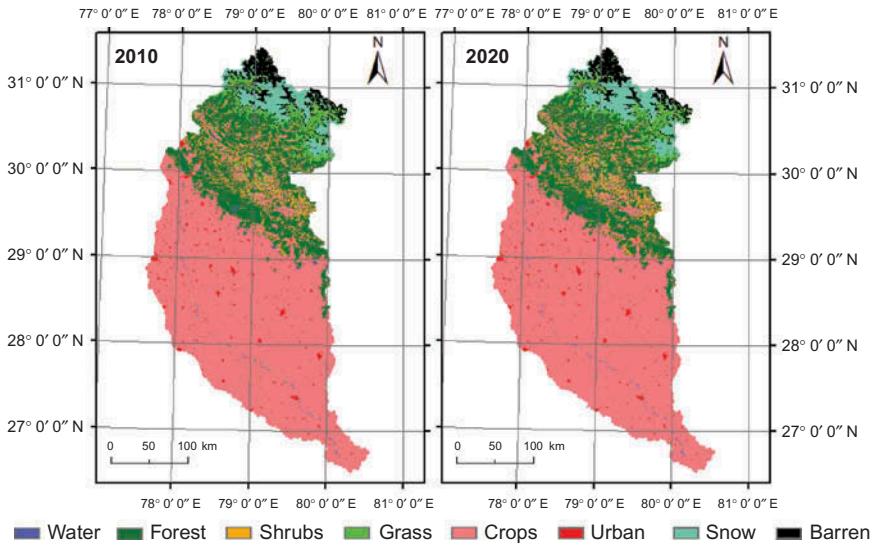 77° 0′ 0″ E 78° 0′ 0″ E 79° 0′ 0″ E 80° 0′ 0″ E 81° 0′ 0″ E 77° 0′ 0″ E 78° 0′ 0″ E 79° 0′ 0″ E 80° 0′ 0″ E 81° 0′ 0″ E
2010 N 2020 N
31° 0′ 0″ N 31° 0′ 0″ N
30° 0′ 0″ N 30° 0′ 0″ N
29° 0′ 0″ N 29° 0′ 0″ N
28° 0′ 0″ N 28° 0′ 0″ N
27° 0′ 0″ N 27° 0′ 0″ N
0 50 100 km 0 50 100 km
78° 0′ 0″ E 79° 0′ 0″ E 80° 0′ 0″ E 81° 0′ 0″ E 78° 0′ 0″ E 79° 0′ 0″ E 80° 0′ 0″ E 81° 0′ 0″ E
Water Forest Shrubs Grass Crops Urban Snow Barren